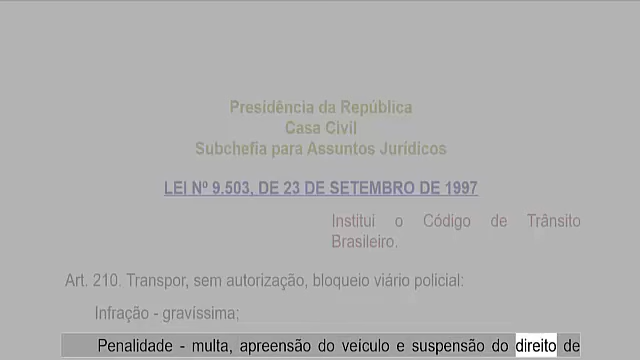 Presidência da República
Casa Civil
Subchefia para Assuntos Jurídicos
LEI Nº 9.503, DE 23 DE SETEMBRO DE 1997
Institui o Código de Trânsito
Brasileiro.
Art. 210. Transpor, sem autorização, bloqueio viário policial:
Infração - gravíssima;
Penalidade - multa, apreensão do veículo e suspensão do direito de